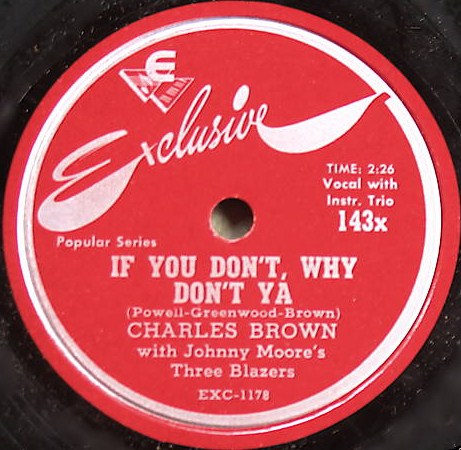 E
Exclusive
TIME: 2:26
Vocal with
Instr. Trio
143x
Popular Series
IF YOU DON'T, WHY
DON'T YA
(Powell-Greenwood-Brown)
CHARLES BROWN
with Johnny Moore's
Three Blazers
EXC-1178